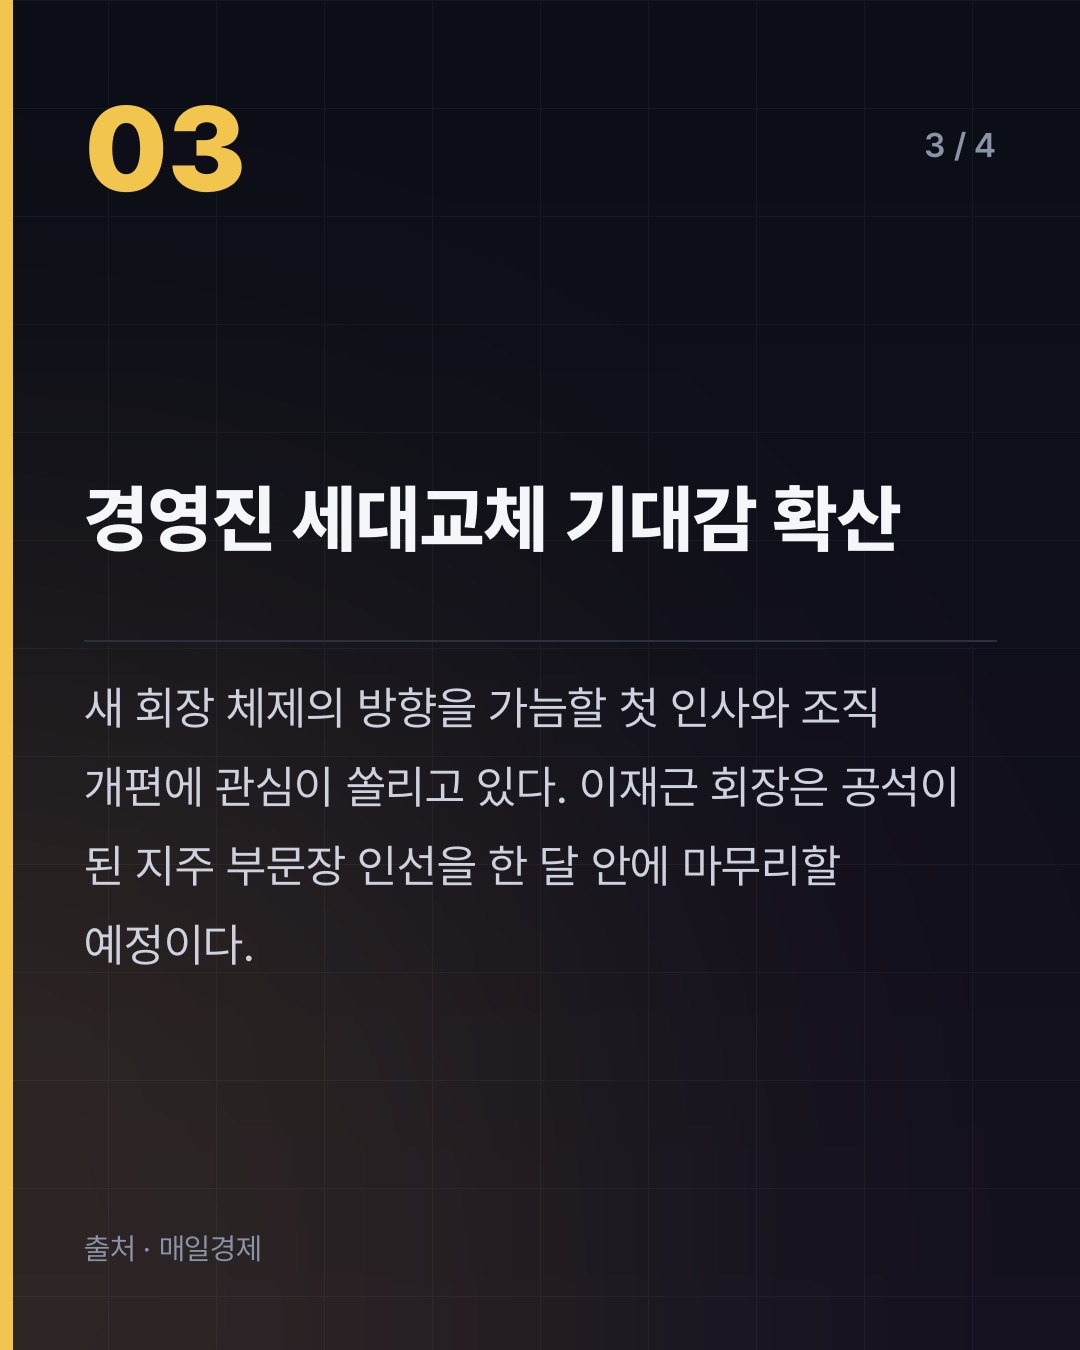 03
3 / 4
경영진 세대교체 기대감 확산
새 회장 체제의 방향을 가늠할 첫 인사와 조직
개편에 관심이 쏠리고 있다. 이재근 회장은 공석이
된 지주 부문장 인선을 한 달 안에 마무리할
예정이다.
출처 · 매일경제